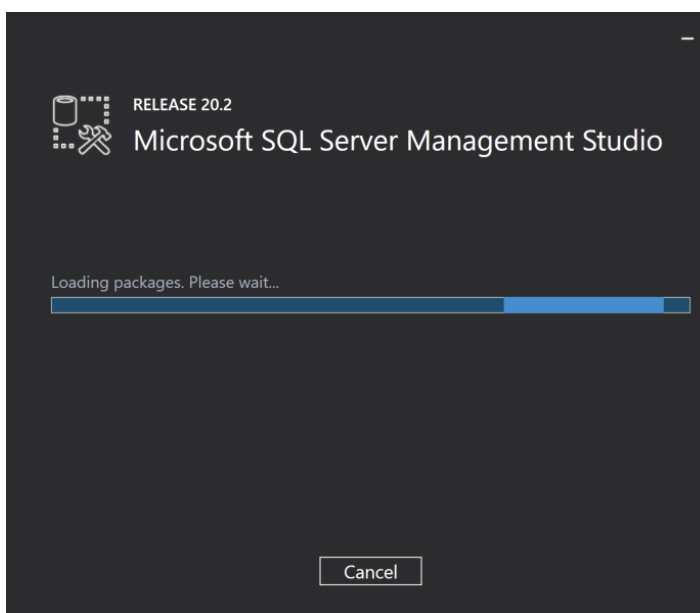 RELEASE 20.2
Microsoft SQL Server Management Studio
Loading packages. Please wait...
Cancel